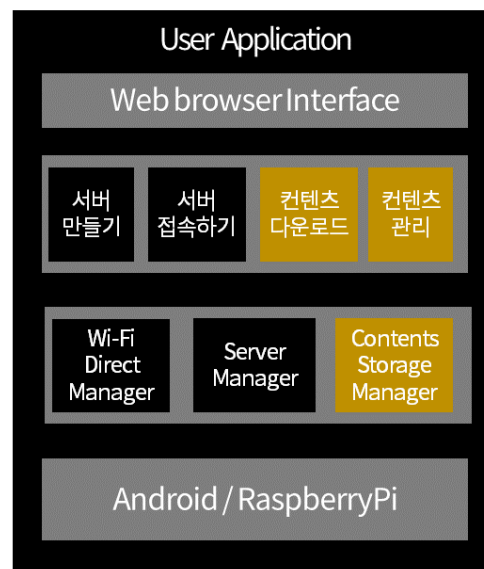 User Application
Web browser Interface
서버
만들기
서버
접속하기
컨텐츠
다운로드
컨텐츠
관리
Wi-Fi
Direct
Manager
Server
Manager
Contents
Storage
Manager
Android / RaspberryPi